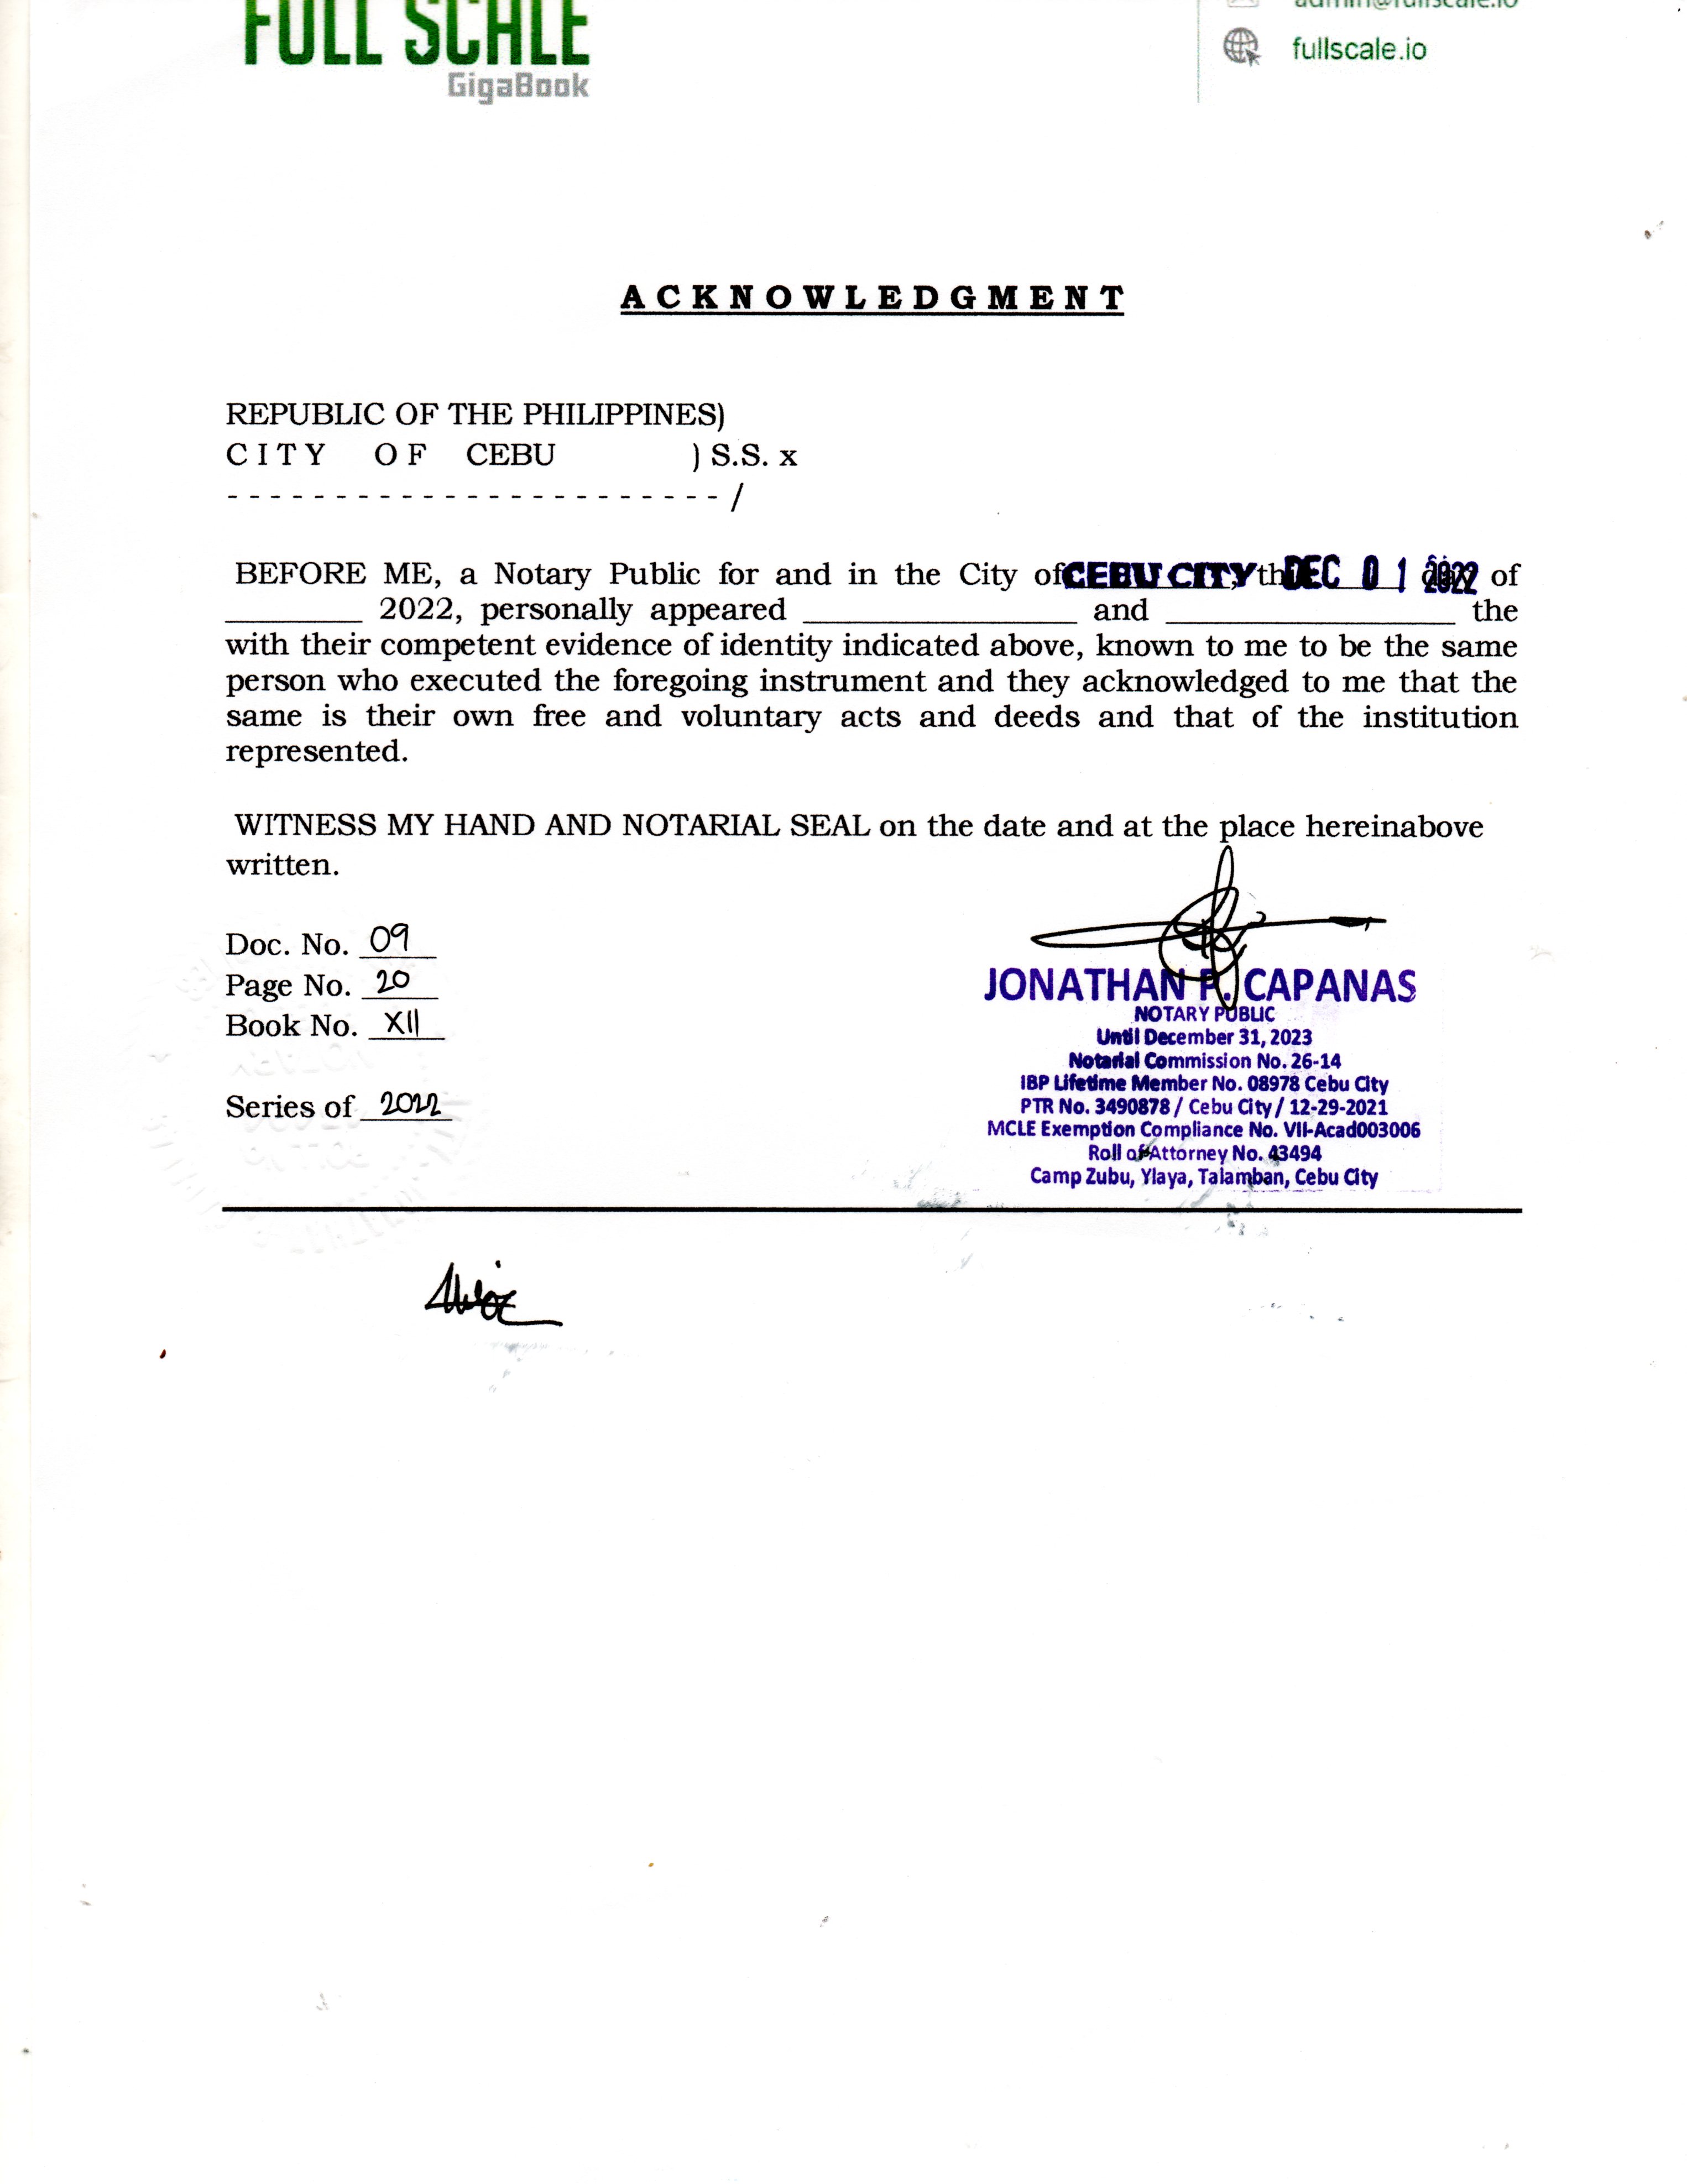 FULL SCALE
GigaBook
admin@fullscale.io
fullscale.io
ACKNOWLEDGMENT
REPUBLIC OF THE PHILIPPINES)
CITY OF CEBU ) S.S. x
- - - - - - - - - - - - - - - - - - - - - - - /
BEFORE ME, a Notary Public for and in the City of CEBU CITY, th DEC 01 2022 day of
________ 2022, personally appeared ________________ and _________________ the
with their competent evidence of identity indicated above, known to me to be the same
person who executed the foregoing instrument and they acknowledged to me that the
same is their own free and voluntary acts and deeds and that of the institution
represented.
WITNESS MY HAND AND NOTARIAL SEAL on the date and at the place hereinabove
written.
Doc. No. 09
Page No. 20
Book No. XII
Series of 2022
JONATHAN P. CAPANAS
NOTARY PUBLIC
Until December 31, 2023
Notarial Commission No. 26-14
IBP Lifetime Member No. 08978 Cebu City
PTR No. 3490878 / Cebu City / 12-29-2021
MCLE Exemption Compliance No. VII-Acad003006
Roll of Attorney No. 43494
Camp Zubu, Ylaya, Talamban, Cebu City